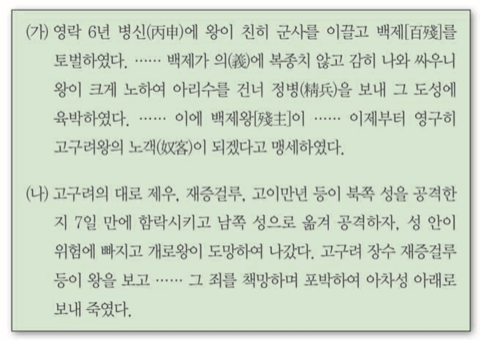 (가) 영락 6년 병신(丙申)에 왕이 친히 군사를 이끌고 백제[百殘]를
토벌하였다. …… 백제가 의(義)에 복종치 않고 감히 나와 싸우니
왕이 크게 노하여 아리수를 건너 정병(精兵)을 보내 그 도성에
육박하였다. …… 이에 백제왕[殘主]이 …… 이제부터 영구히
고구려왕의 노객(奴客)이 되겠다고 맹세하였다.
(나) 고구려의 대로 제우, 재증걸루, 고이만년 등이 북쪽 성을 공격한
지 7일 만에 함락시키고 남쪽 성으로 옮겨 공격하자, 성 안이
위험에 빠지고 개로왕이 도망하여 나갔다. 고구려 장수 재증걸루
등이 왕을 보고 …… 그 죄를 책망하며 포박하여 아차성 아래로
보내 죽였다.